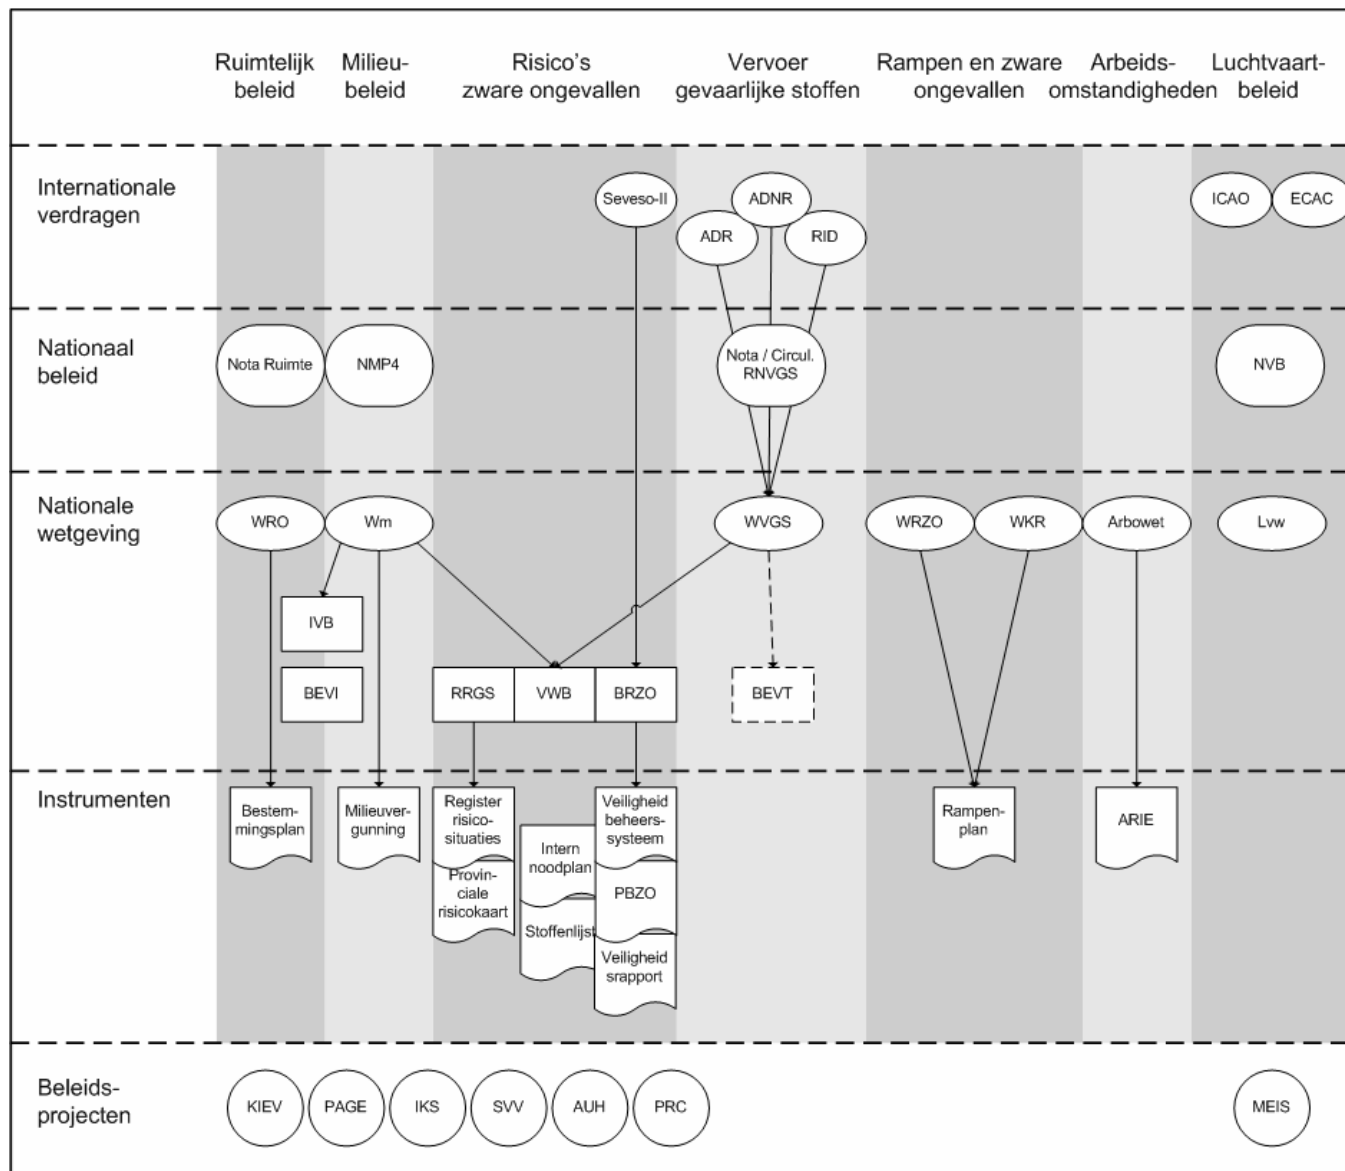 Ruimtelijk
beleid
Milieu-
beleid
Risico's
zware ongevallen
Vervoer
gevaarlijke stoffen
Rampen en zware
ongevallen
Arbeids-
omstandigheden
Luchtvaart-
beleid
Internationale
verdragen
Seveso-II
ADNR
ADR
RID
ICAO
ECAC
Nationaal
beleid
Nota Ruimte
NMP4
Nota / Circul.
RNVGS
NVB
Nationale
wetgeving
WRO
Wm
WVGS
WRZO
WKR
Arbowet
Lvw
IVB
BEVI
RRGS
VWB
BRZO
BEVT
Instrumenten
Bestem-
mingsplan
Milieuver-
gunning
Register
risico-
situaties
Provin-
ciale
risicokaart
Intern
noodplan
Stoffenlijst
Veiligheid
beheers-
systeem
PBZO
Veiligheid
srapport
Rampen-
plan
ARIE
Beleids-
projecten
KIEV
PAGE
IKS
SVV
AUH
PRC
MEIS